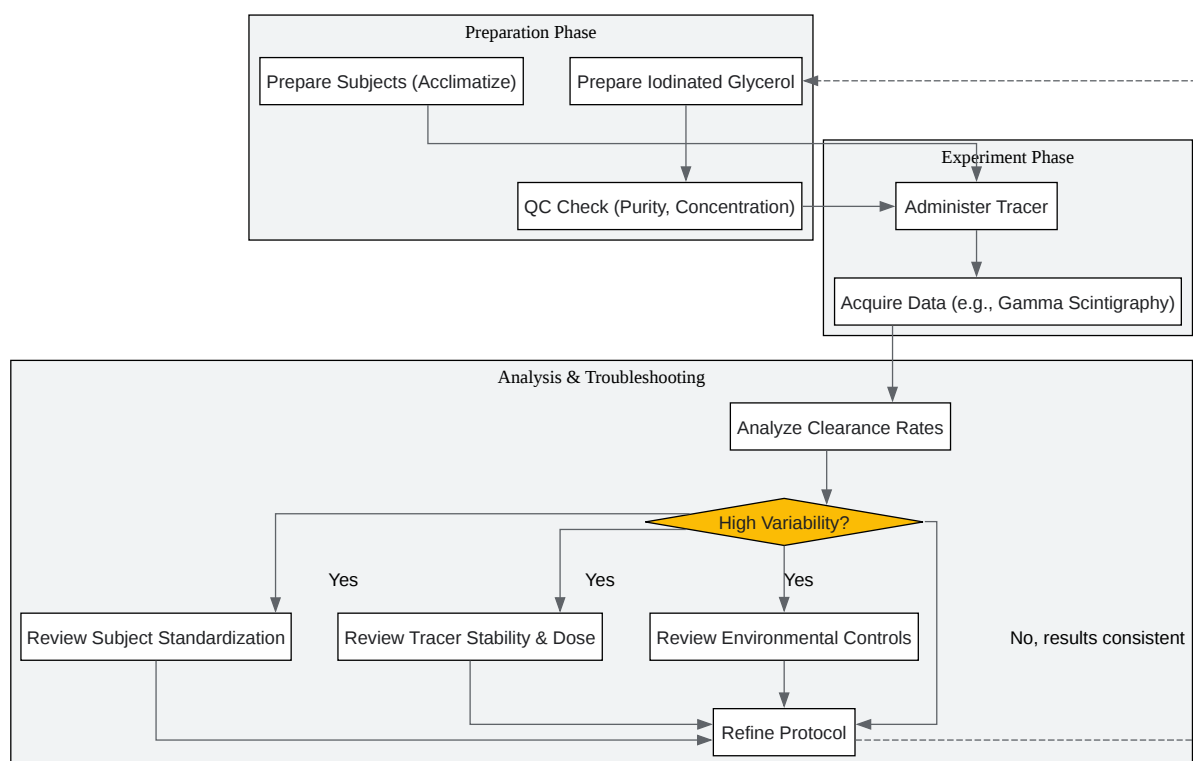 Preparation Phase
Prepare Subjects (Acclimatize)
Prepare Iodinated Glycerol
Experiment Phase
QC Check (Purity, Concentration)
Administer Tracer
Acquire Data (e.g., Gamma Scintigraphy)
Analysis & Troubleshooting
Analyze Clearance Rates
High Variability?
Yes
Yes
Yes
Review Subject Standardization
Review Tracer Stability & Dose
Review Environmental Controls
No, results consistent
Refine Protocol